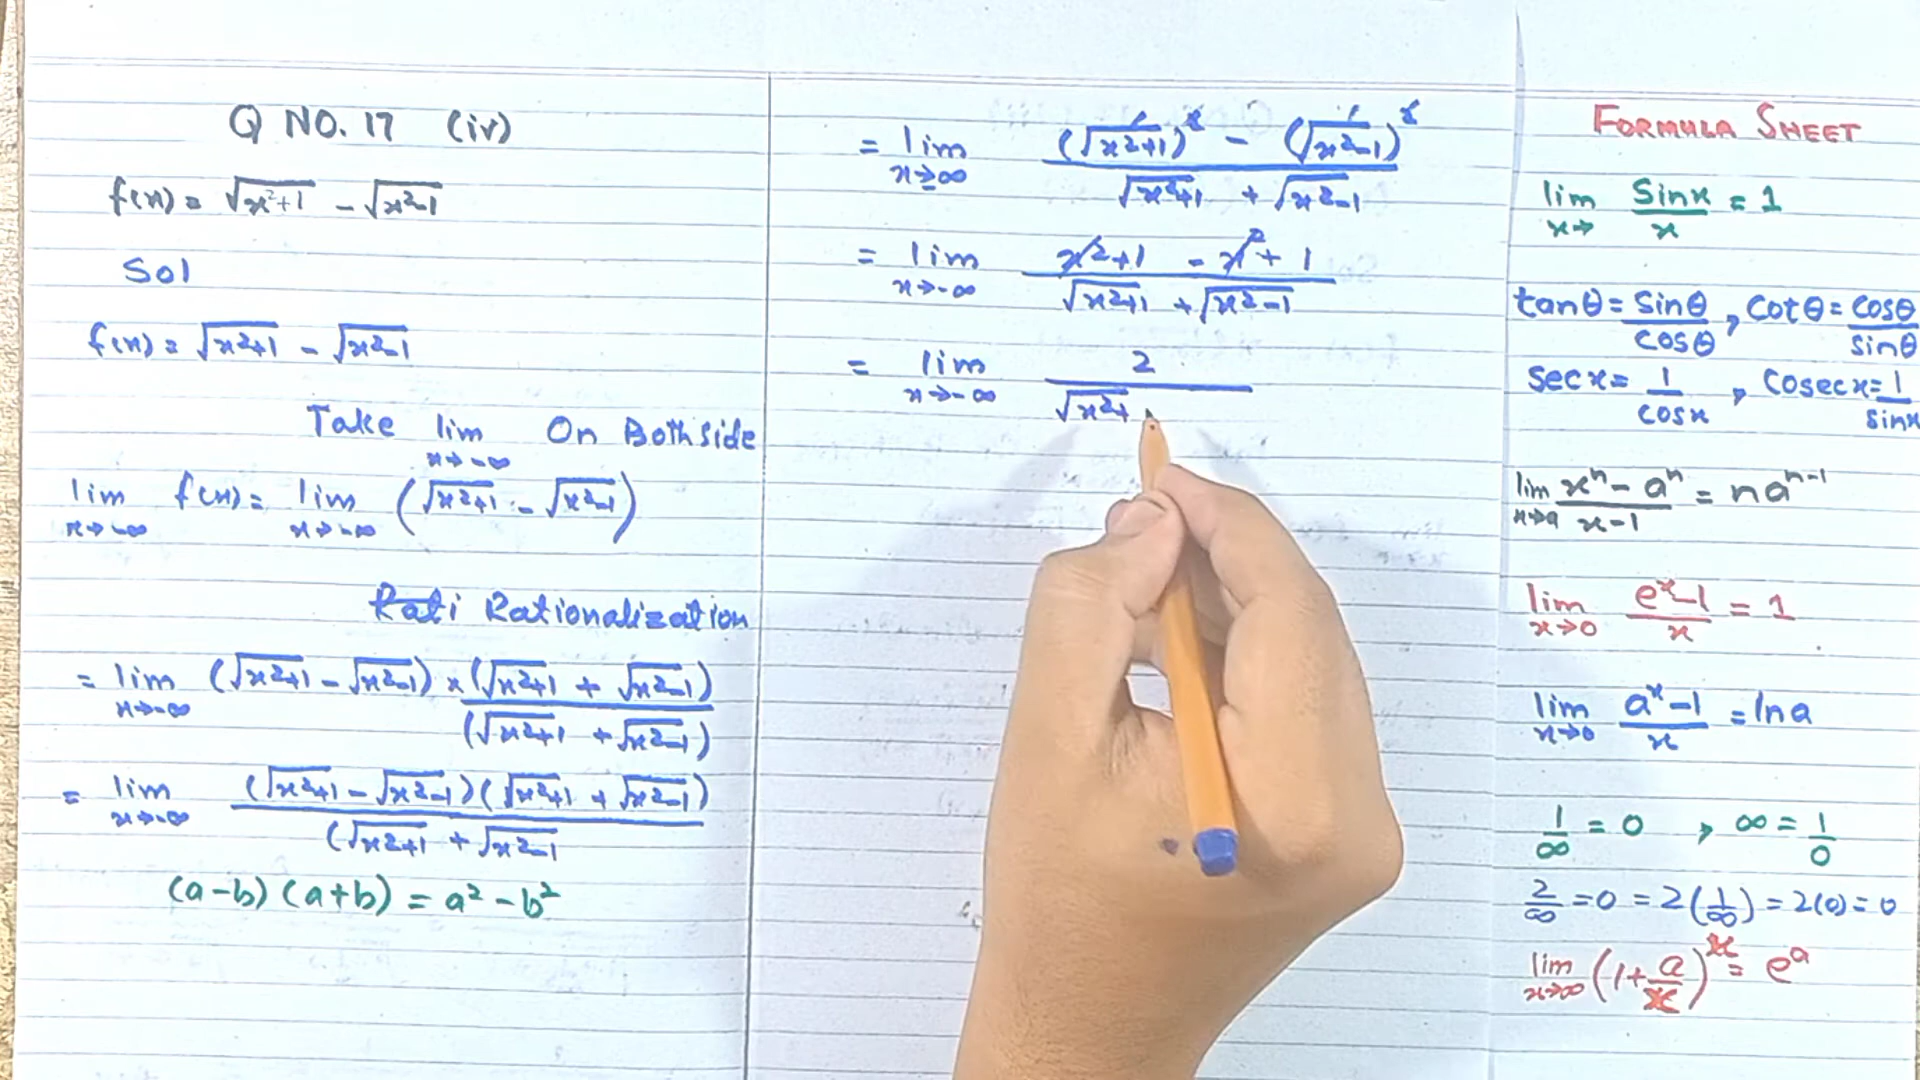 Q NO. 17 (iv)
f(x) = √x²+1 - √x²-1
Sol
f(x) = √x²+1 - √x²-1
Take lim x→-∞ On Both side
lim x→-∞ f(x) = lim x→-∞ (√x²+1 - √x²-1)
Rati Rationalization
= lim x→-∞ (√x²+1 - √x²-1) × (√x²+1 + √x²-1) / (√x²+1 + √x²-1)
= lim x→-∞ (√x²+1 - √x²-1)(√x²+1 + √x²-1) / (√x²+1 + √x²-1
(a-b) (a+b) = a² - b²
= lim x→-∞ (√x²+1)² - (√x²-1)² / √x²+1 + √x²-1
= lim x→-∞ x²+1 - x²+1 / √x²+1 + √x²-1
= lim x→-∞ 2 / √x²+
FORMULA SHEET
lim x→ Sinx/x = 1
tanθ = sinθ/cosθ , Cotθ = cosθ/sinθ
sec x = 1/cosx , Cosec x = 1/sinx
lim x→a xⁿ - aⁿ / x-1 = naⁿ⁻¹
lim x→0 eˣ-1 / x = 1
lim x→0 aˣ-1 / x = ln a
1/∞ = 0 , ∞ = 1/0
2/∞ = 0 = 2(1/∞) = 2(0) = 0
lim x→∞ (1 + a/x)ˣ = eᵃ